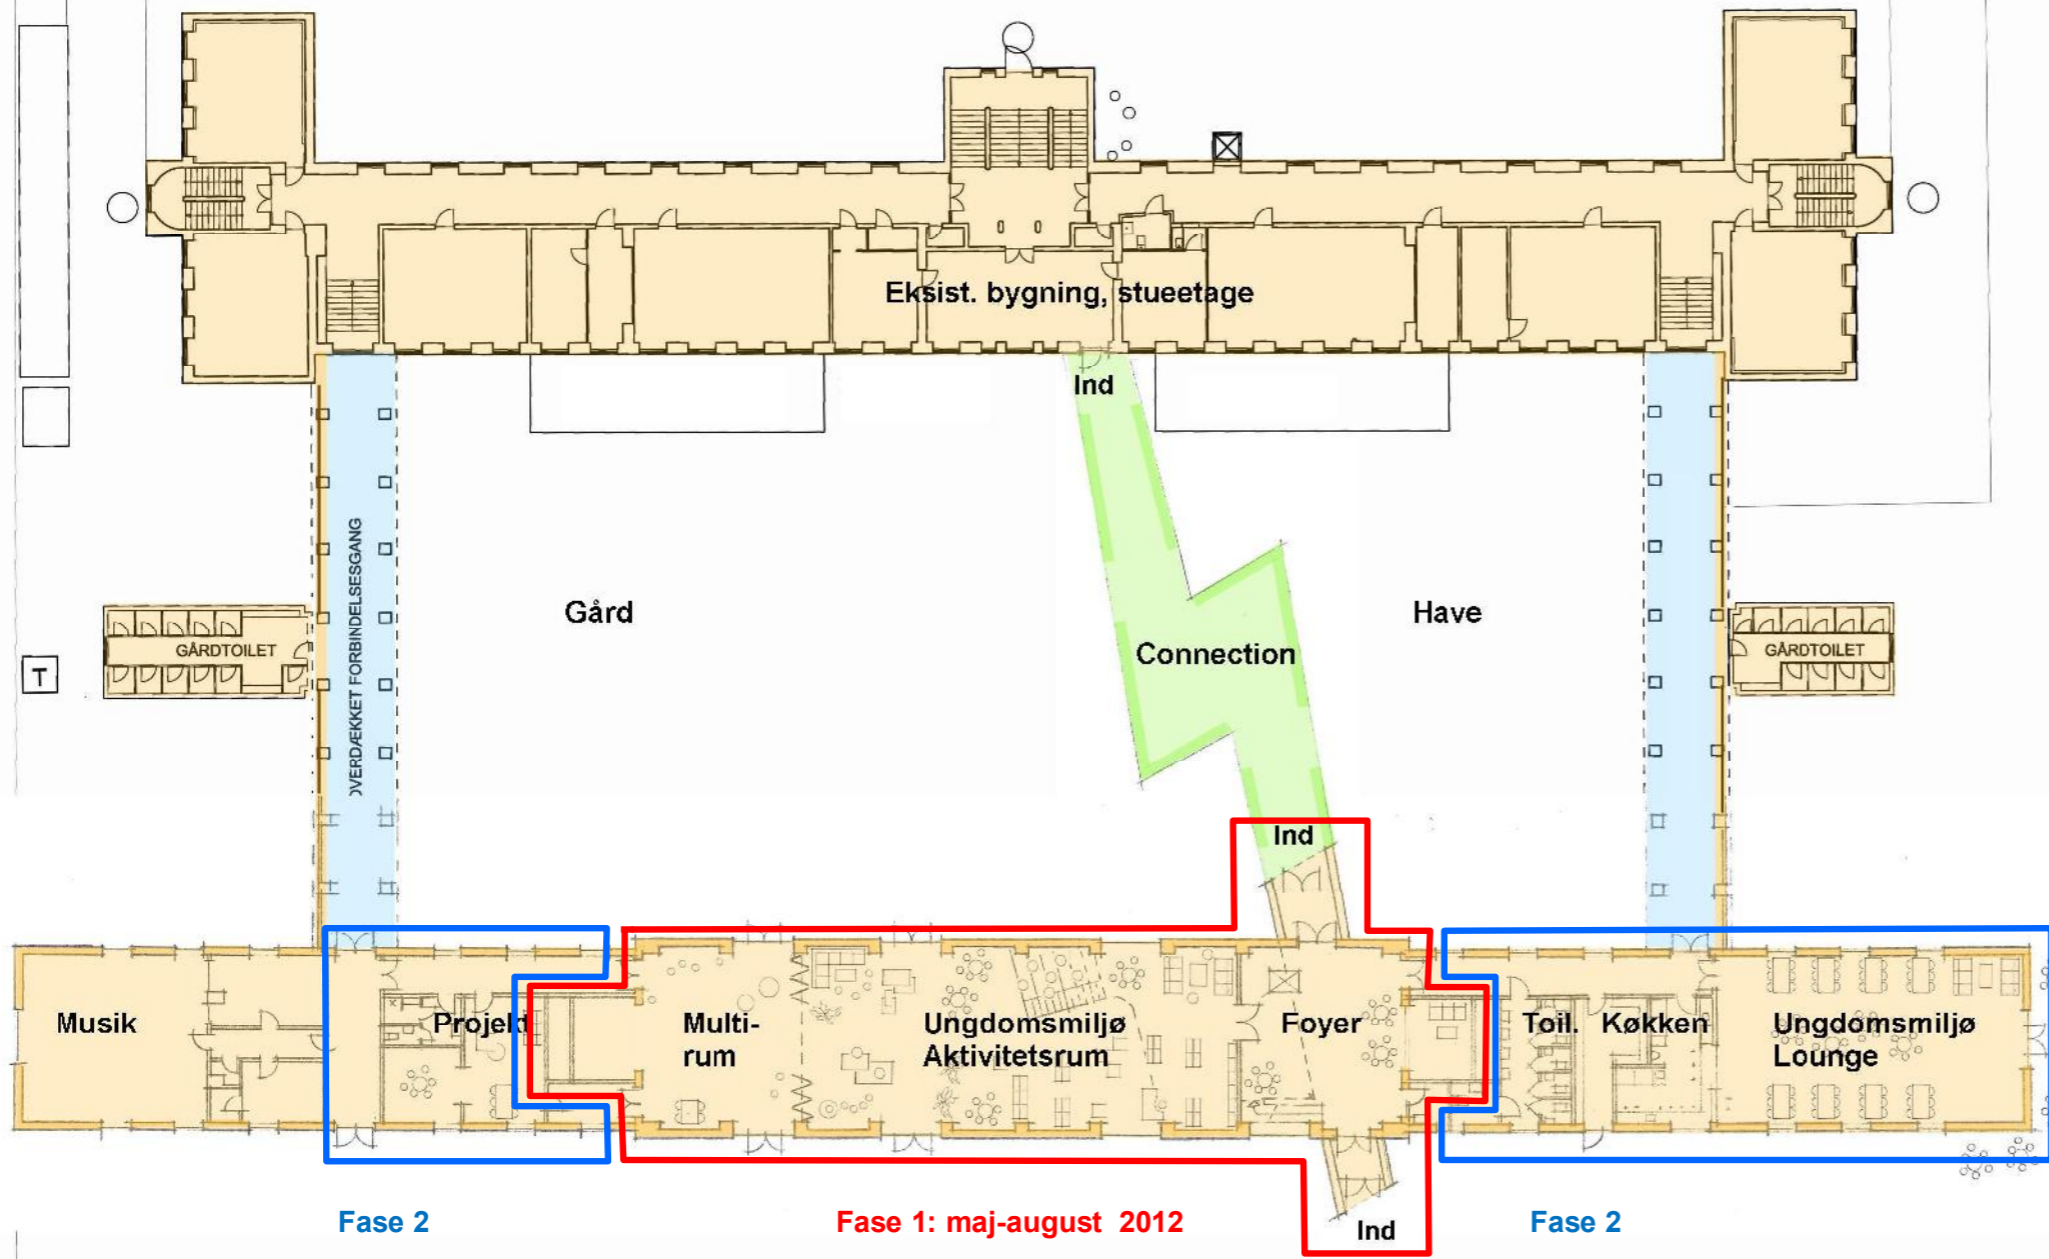 Eksist. bygning, stueetage
Ind
OVERDÆKKET FORBINDELSESGANG
Gård
Have
GÅRDTOILET
GÅRDTOILET
Connection
T
Ind
Musik
Projekt
Multi-
rum
Ungdomsmiljø
Aktivitetsrum
Foyer
Toil.
Køkken
Ungdomsmiljø
Lounge
Fase 2
Fase 1: maj-august 2012
Fase 2
Ind